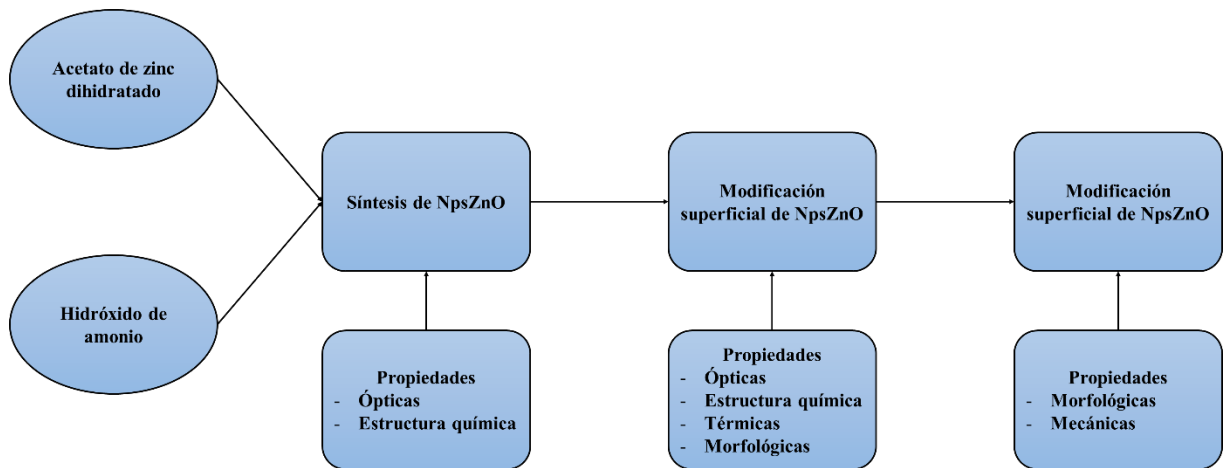 Acetato de zinc
dihidratado
Hidróxido de
amonio
Síntesis de NpsZnO
Modificación
superficial de NpsZnO
Modificación
superficial de NpsZnO
Propiedades
- Ópticas
- Estructura química
Propiedades
- Ópticas
- Estructura química
- Térmicas
- Morfológicas
Propiedades
- Morfológicas
- Mecánicas